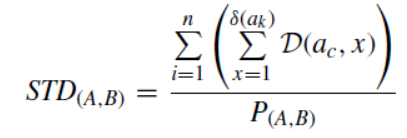 STD_{(A,B)} = \frac{\sum_{i=1}^{n} \left( \sum_{x=1}^{\delta(a_k)} \mathcal{D}(a_c, x) \right)}{P_{(A,B)}}